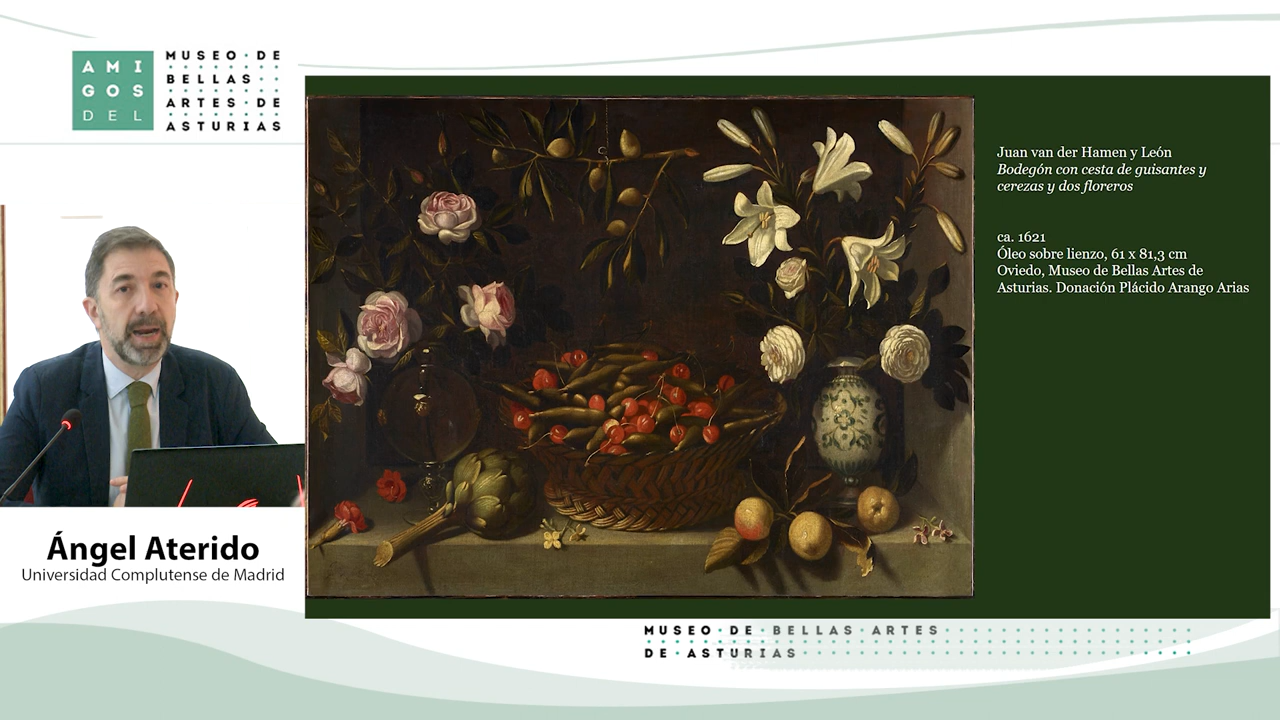 AMI
GOS
DEL
MUSEO DE
BELLAS
ARTES DE
ASTURIAS
Juan van der Hamen y León
Bodegón con cesta de guisantes y
cerezas y dos floreros
ca. 1621
Óleo sobre lienzo, 61 x 81,3 cm
Oviedo, Museo de Bellas Artes de
Asturias. Donación Plácido Arango Arias
Ángel Aterido
Universidad Complutense de Madrid
MUSEO DE BELLAS ARTES
DE ASTURIAS